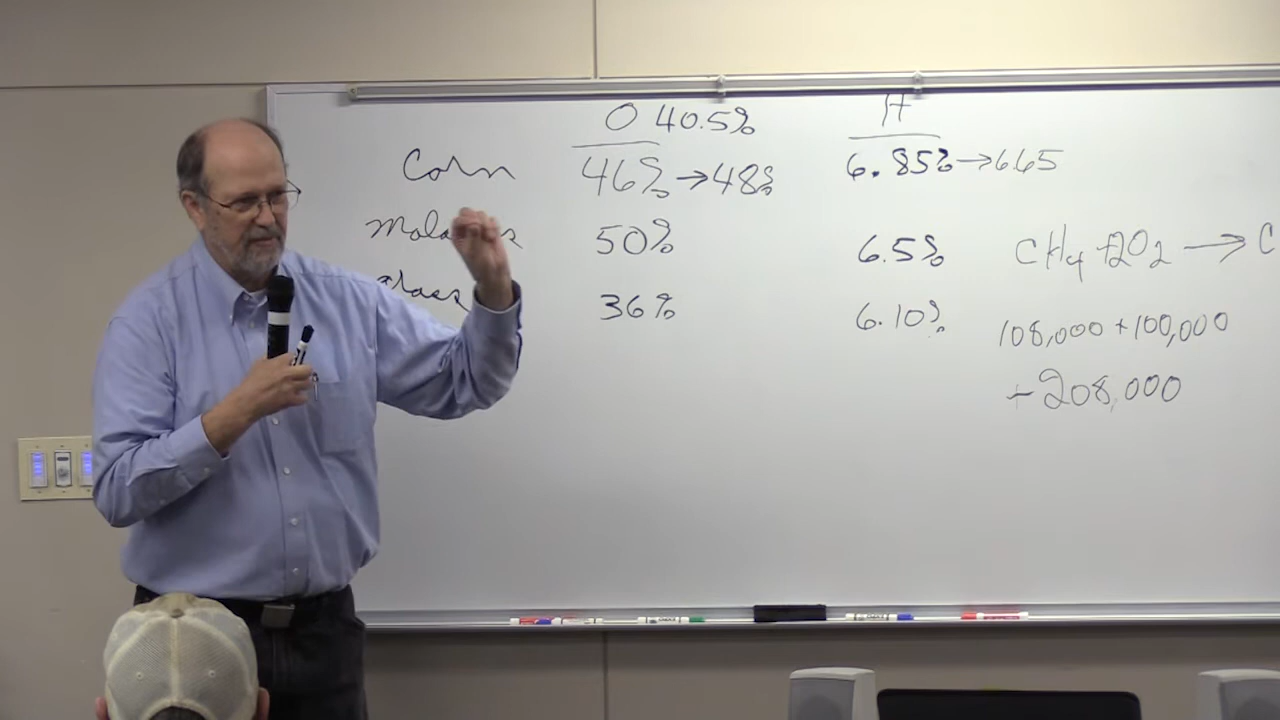 O 40.5% H
Corn 46% → 48% 6.85% → 6.65
50% 6.5% CH4 + 2O2 → C
36% 6.10% 108,000 + 100,000
208,000